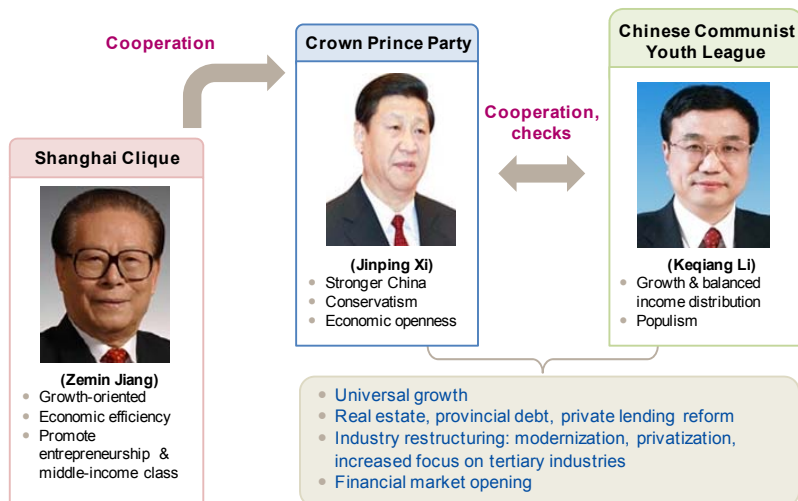 Cooperation
Crown Prince Party
Chinese Communist
Youth League
Cooperation,
checks
Shanghai Clique
(Jinping Xi)
Stronger China
Conservatism
Economic openness
(Keqiang Li)
Growth & balanced
income distribution
Populism
(Zemin Jiang)
Growth-oriented
Economic efficiency
Promote
entrepreneurship &
middle-income class
Universal growth
Real estate, provincial debt, private lending reform
Industry restructuring: modernization, privatization,
increased focus on tertiary industries
Financial market opening